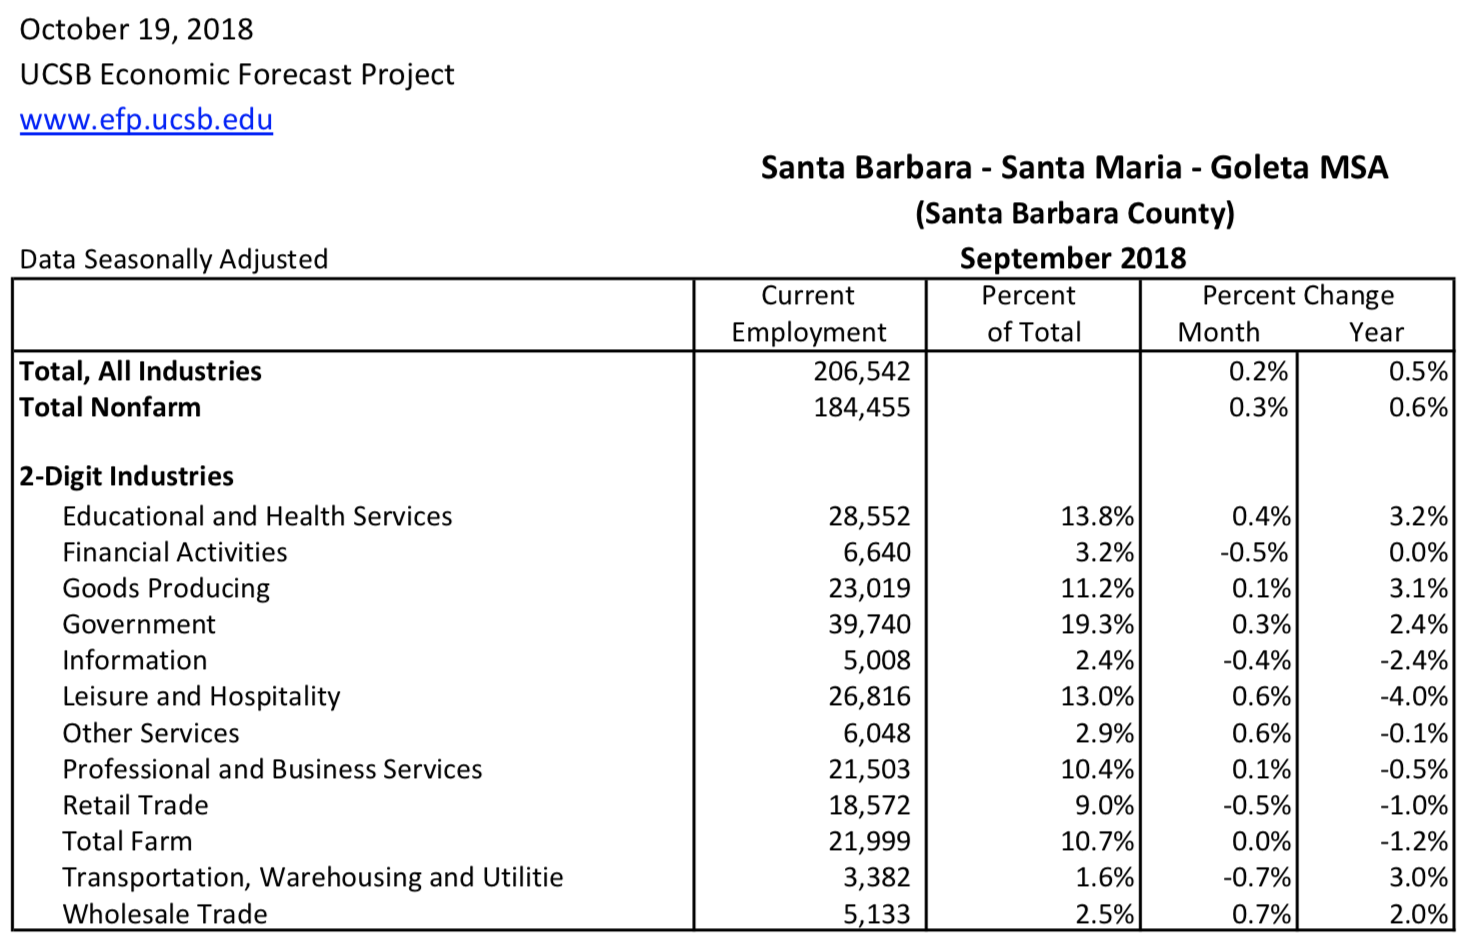 October 19, 2018
UCSB Economic Forecast Project
www.efp.ucsb.edu
Santa Barbara - Santa Maria - Goleta MSA
(Santa Barbara County)
Data Seasonally Adjusted September 2018
Current Percent Percent Change
Employment of Total Month Year
Total, All Industries 206,542 0.2% 0.5%
Total Nonfarm 184,455 0.3% 0.6%
2-Digit Industries
Educational and Health Services 28,552 13.8% 0.4% 3.2%
Financial Activities 6,640 3.2% -0.5% 0.0%
Goods Producing 23,019 11.2% 0.1% 3.1%
Government 39,740 19.3% 0.3% 2.4%
Information 5,008 2.4% -0.4% -2.4%
Leisure and Hospitality 26,816 13.0% 0.6% -4.0%
Other Services 6,048 2.9% 0.6% -0.1%
Professional and Business Services 21,503 10.4% 0.1% -0.5%
Retail Trade 18,572 9.0% -0.5% -1.0%
Total Farm 21,999 10.7% 0.0% -1.2%
Transportation, Warehousing and Utilitie 3,382 1.6% -0.7% 3.0%
Wholesale Trade 5,133 2.5% 0.7% 2.0%